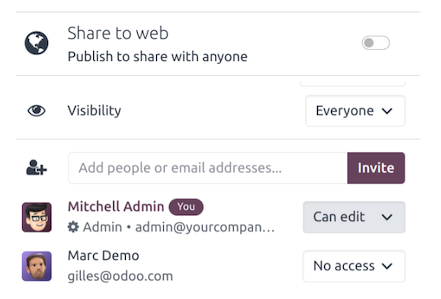 Share to web
Publish to share with anyone
Visibility
Everyone
Add people or email addresses...
Invite
Mitchell Admin You
Admin • admin@yourcompan...
Can edit
Marc Demo
gilles@odoo.com
No access